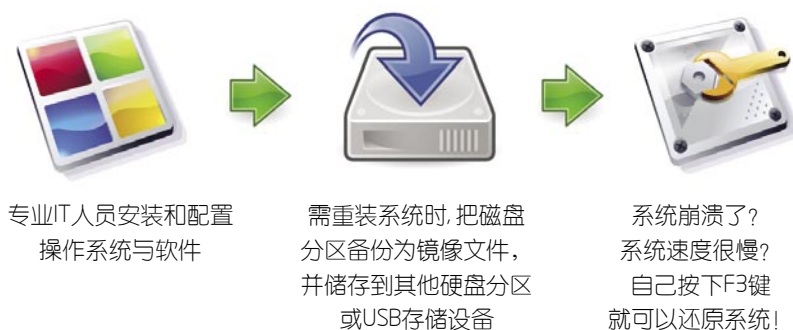 专业IT人员安装和配置
操作系统与软件
需重装系统时,把磁盘
分区备份为镜像文件，
并储存到其他硬盘分区
或USB存储设备
系统崩溃了？
系统速度很慢？
自己按下F3键
就可以还原系统！